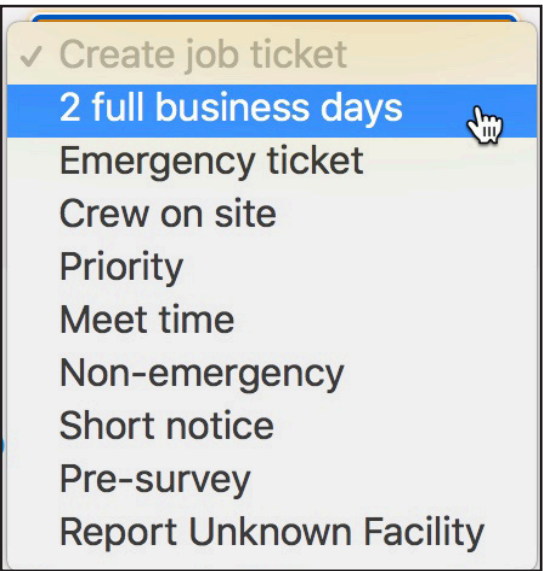 ✓ Create job ticket
2 full business days
Emergency ticket
Crew on site
Priority
Meet time
Non-emergency
Short notice
Pre-survey
Report Unknown Facility